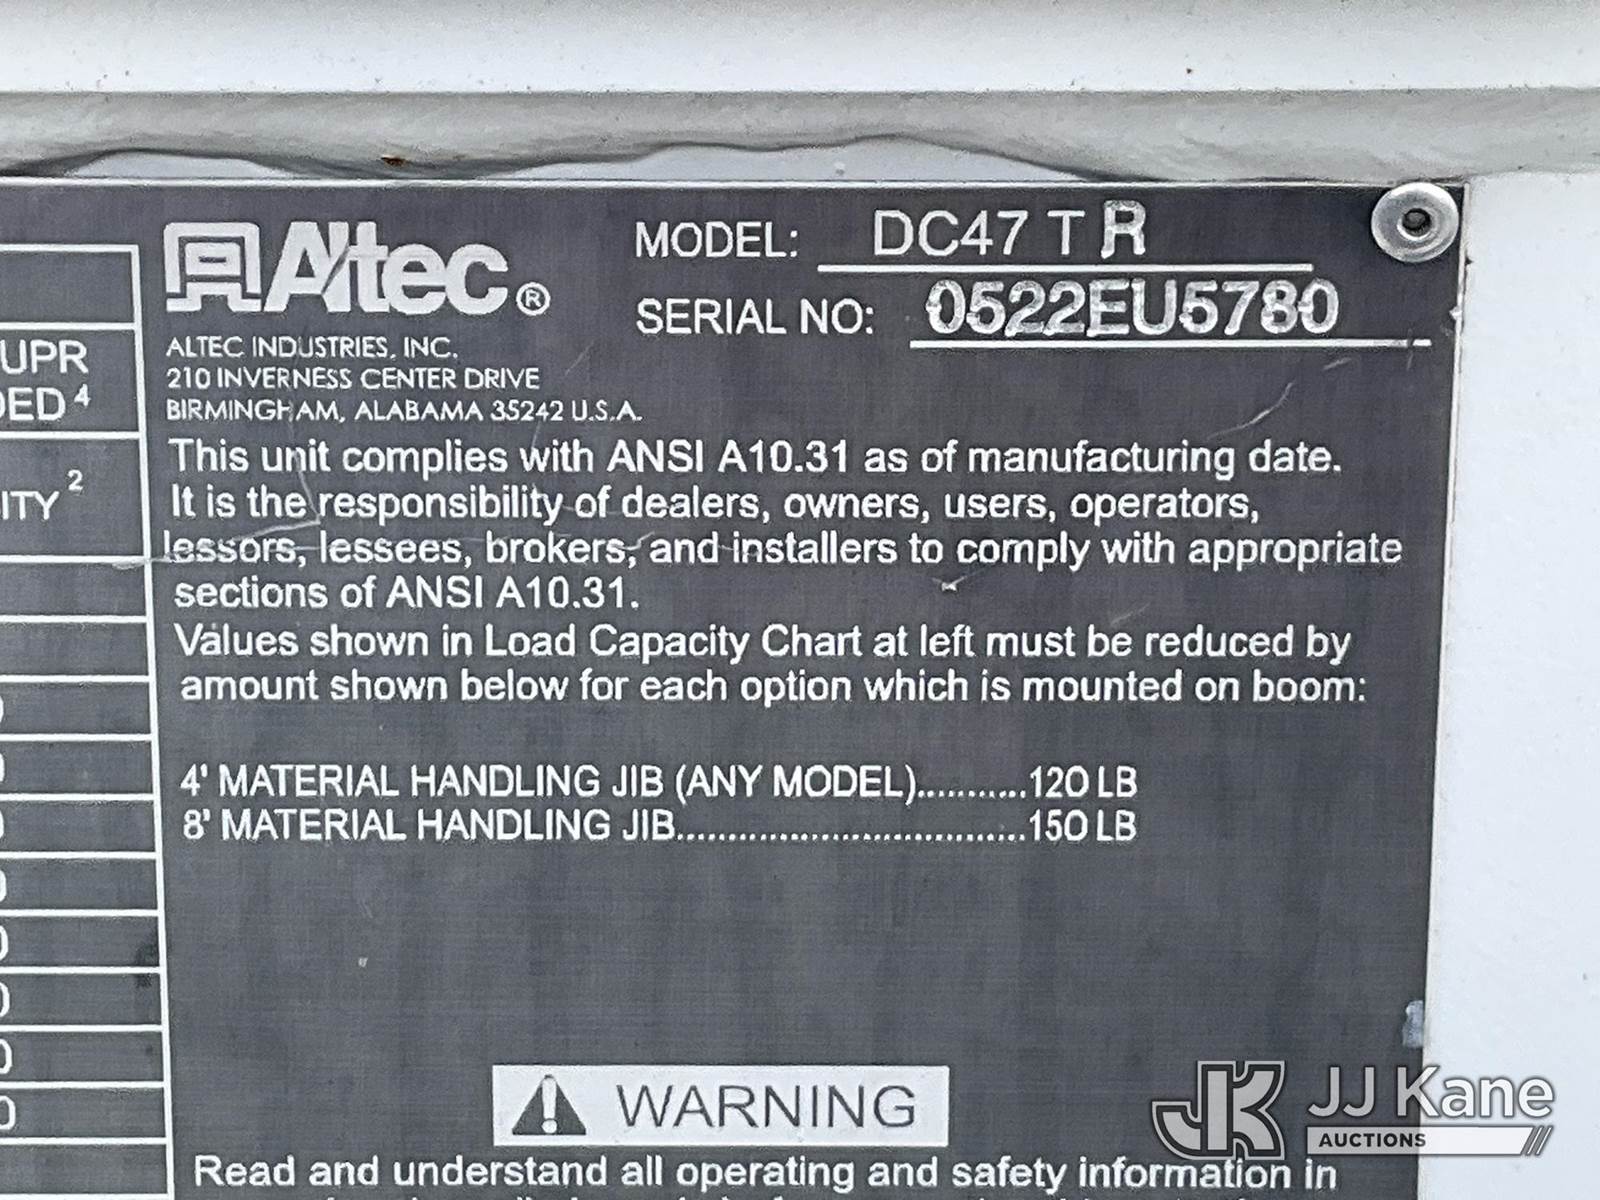 Altec®
MODEL: DC47 TR
SERIAL NO: 0522EU5780
ALTEC INDUSTRIES, INC.
210 INVERNESS CENTER DRIVE
BIRMINGHAM, ALABAMA 35242 U.S.A.
UPR
DED 4
ITY 2
This unit complies with ANSI A10.31 as of manufacturing date.
It is the responsibility of dealers, owners, users, operators,
lessors, lessees, brokers, and installers to comply with appropriate
sections of ANSI A10.31.
Values shown in Load Capacity Chart at left must be reduced by
amount shown below for each option which is mounted on boom:
4' MATERIAL HANDLING JIB (ANY MODEL)...........120 LB
8' MATERIAL HANDLING JIB..................................150 LB
WARNING
Read and understand all operating and safety information in
JK JJ Kane
AUCTIONS